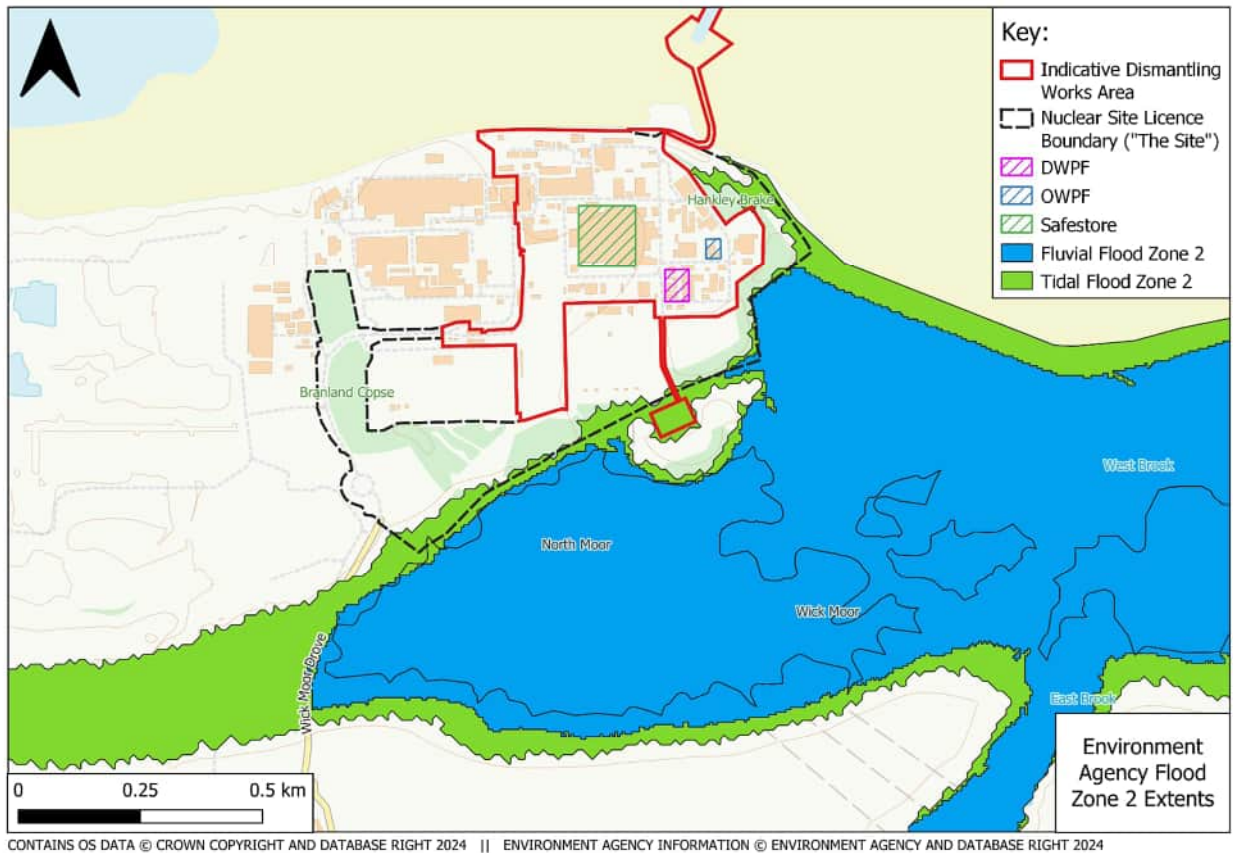 Key:
Indicative Dismantling
Works Area
Nuclear Site Licence
Boundary ("The Site")
DWPF
OWPF
Safestore
Fluvial Flood Zone 2
Tidal Flood Zone 2
Hankley Brake
Branland Copse
West Brook
North Moor
Wick Moor
Wick Moor Drove
East Brook
Environment
Agency Flood
Zone 2 Extents
0 0.25 0.5 km
CONTAINS OS DATA © CROWN COPYRIGHT AND DATABASE RIGHT 2024 || ENVIRONMENT AGENCY INFORMATION © ENVIRONMENT AGENCY AND DATABASE RIGHT 2024